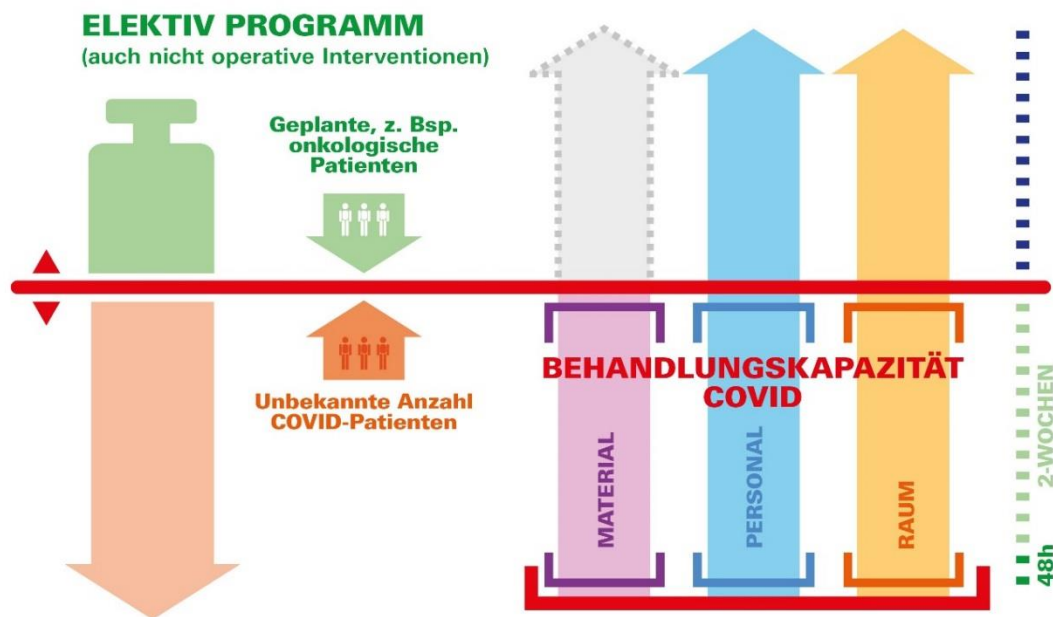 ELEKTIV PROGRAMM
(auch nicht operative Interventionen)
Geplante, z. Bsp.
onkologische
Patienten
Unbekannte Anzahl
COVID-Patienten
BEHANDLUNGSKAPAZITÄT
COVID
MATERIAL
PERSONAL
RAUM
2-WOCHEN
48h